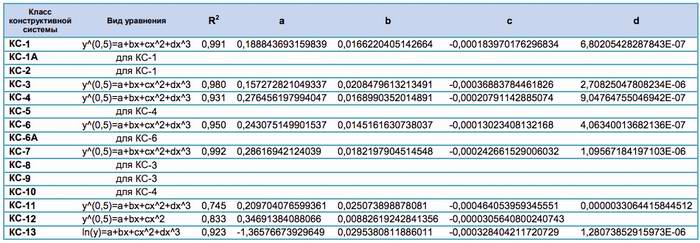 Класс конструктивной системы Вид уравнения R² a b c d
КС-1 y^(0,5)=a+bx+cx^2+dx^3 0,991 0,188843693159839 0,0166220405142664 -0,000183970176296834 6,80205428287843E-07
КС-1А для КС-1
КС-2 для КС-1
КС-3 y^(0,5)=a+bx+cx^2+dx^3 0,980 0,157272821049337 0,0208479613213491 -0,00036883784461826 2,70825047808234E-06
КС-4 y^(0,5)=a+bx+cx^2+dx^3 0,931 0,276456197994047 0,0168990352014891 -0,00020791142885074 9,04764755046942E-07
КС-5 для КС-4
КС-6 y^(0,5)=a+bx+cx^2+dx^3 0,950 0,243075149901537 0,0145161630738037 -0,00013023408132168 4,06340013682136E-07
КС-6А для КС-6
КС-7 y^(0,5)=a+bx+cx^2+dx^3 0,992 0,28616942124039 0,0182197904514548 -0,000242661529006032 1,09567184197103E-06
КС-8 для КС-3
КС-9 для КС-3
КС-10 для КС-4
КС-11 y^(0,5)=a+bx+cx^2+dx^3 0,745 0,209704076599361 0,025073898878081 -0,000464053959345551 0,0000033064415844512
КС-12 y^(0,5)=a+bx+cx^2 0,833 0,34691384088066 0,00882619242841356 -0,0000305640800240743
КС-13 ln(y)=a+bx+cx^2+dx^3 0,923 -1,36576673929649 0,0295380811886011 -0,000328404211720729 1,28073852915973E-06